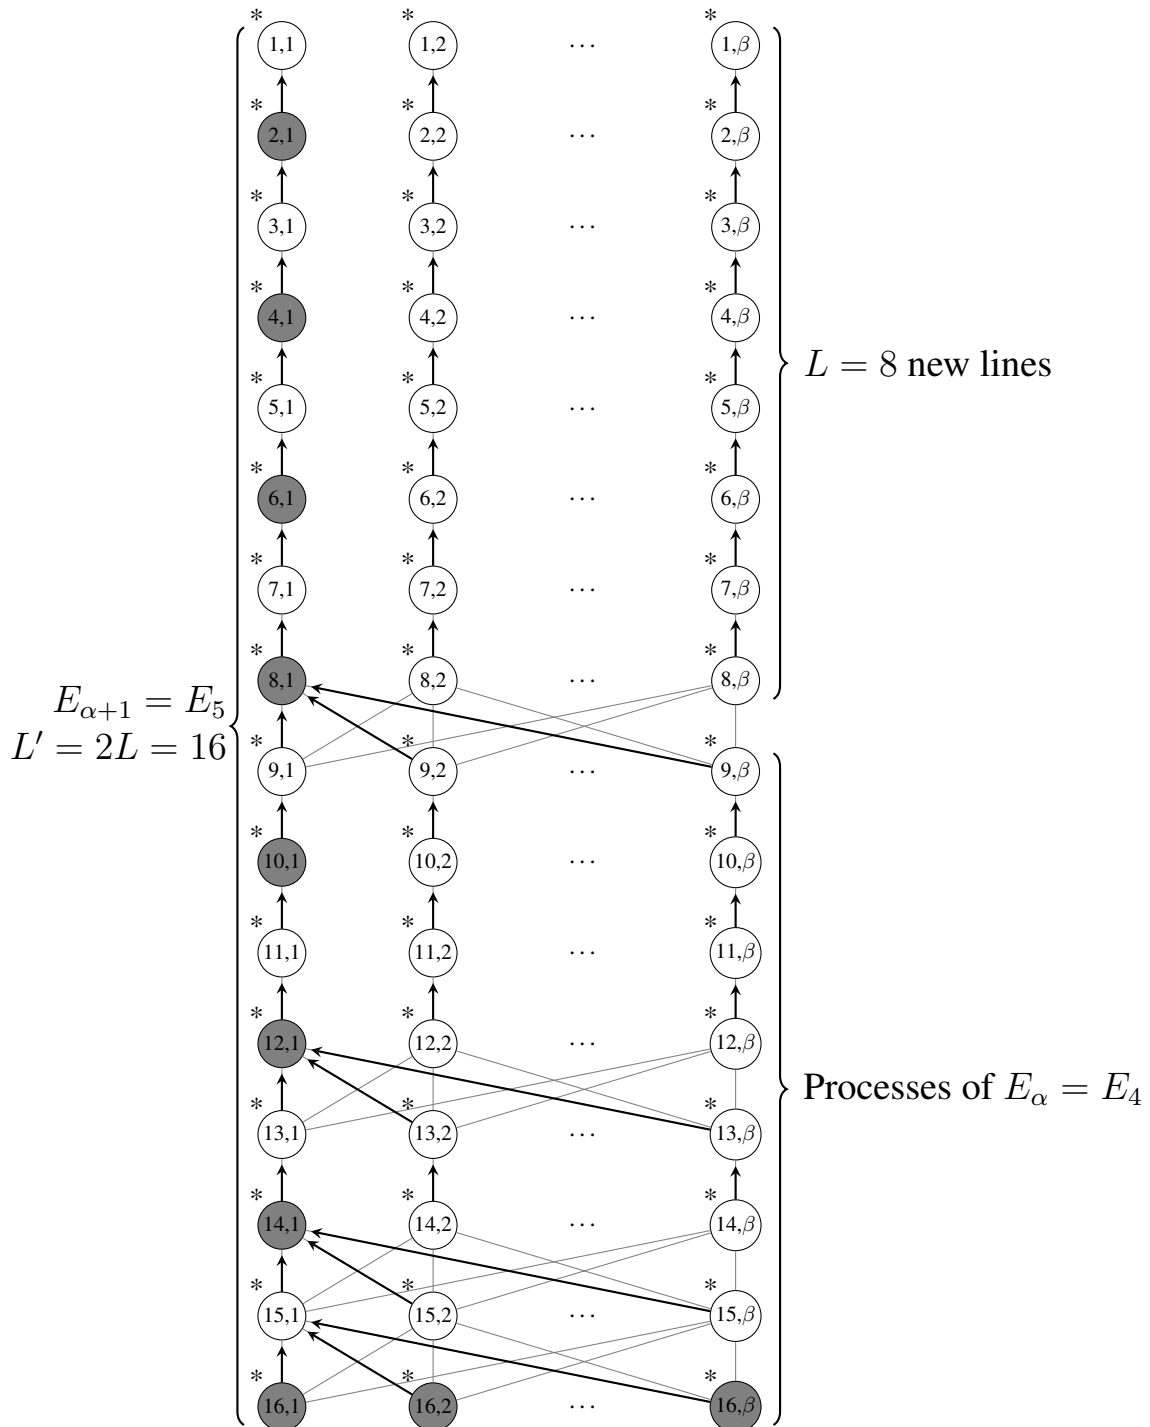 * * *
1,1 1,2 ... 1,β
* * *
2,1 2,2 ... 2,β
* * *
3,1 3,2 ... 3,β
* * *
4,1 4,2 ... 4,β
L = 8 new lines
* * *
5,1 5,2 ... 5,β
* * *
6,1 6,2 ... 6,β
* * *
7,1 7,2 ... 7,β
* * *
8,1 8,2 ... 8,β
E_{α+1} = E_5
L′ = 2L = 16
* * *
9,1 9,2 ... 9,β
* * *
10,1 10,2 ... 10,β
* * *
11,1 11,2 ... 11,β
* * *
12,1 12,2 ... 12,β
Processes of E_α = E_4
* * *
13,1 13,2 ... 13,β
* * *
14,1 14,2 ... 14,β
* * *
15,1 15,2 ... 15,β
* * *
16,1 16,2 ... 16,β